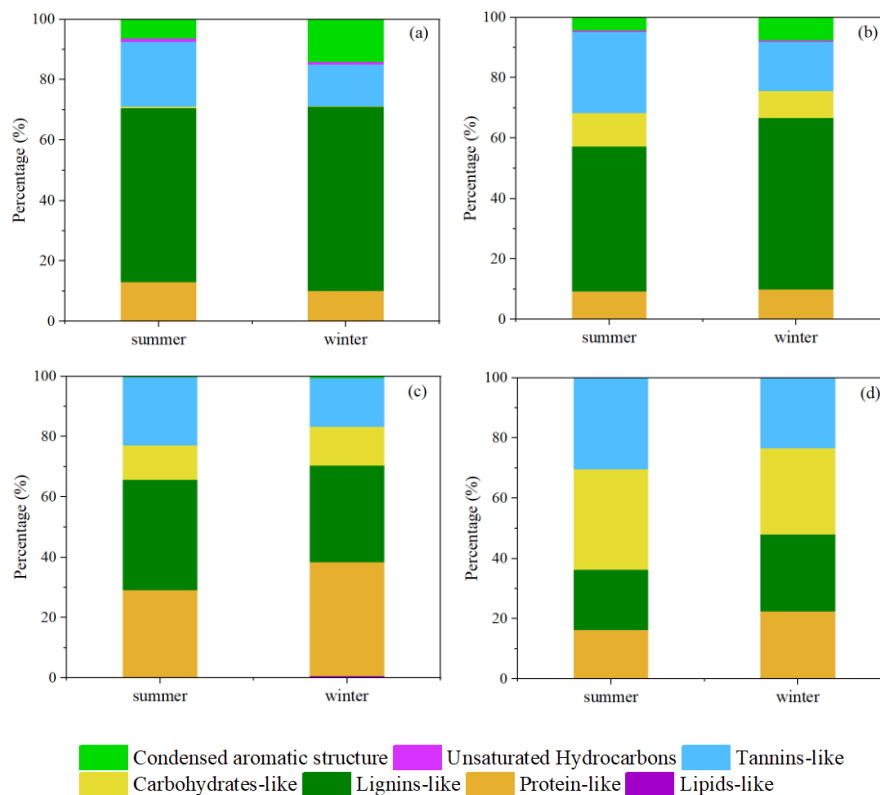 100
80
60
40
20
0
Percentage (%)
summer
winter
(a)
100
80
60
40
20
0
Percentage (%)
summer
winter
(b)
100
80
60
40
20
0
Percentage (%)
summer
winter
(c)
100
80
60
40
20
0
Percentage (%)
summer
winter
(d)
Condensed aromatic structure Unsaturated Hydrocarbons Tannins-like
Carbohydrates-like Lignins-like Protein-like Lipids-like